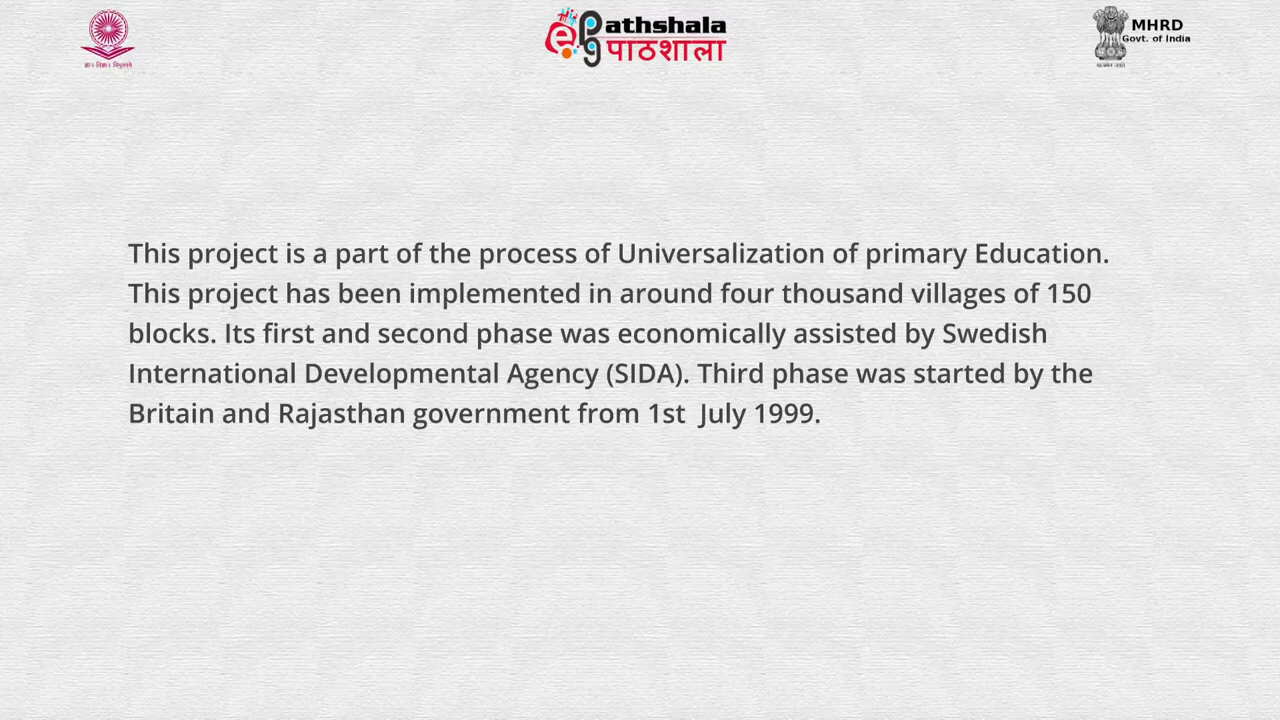 athshala
पाठशाला
MHRD
Govt. of India
This project is a part of the process of Universalization of primary Education.
This project has been implemented in around four thousand villages of 150
blocks. Its first and second phase was economically assisted by Swedish
International Developmental Agency (SIDA). Third phase was started by the
Britain and Rajasthan government from 1st  July 1999.